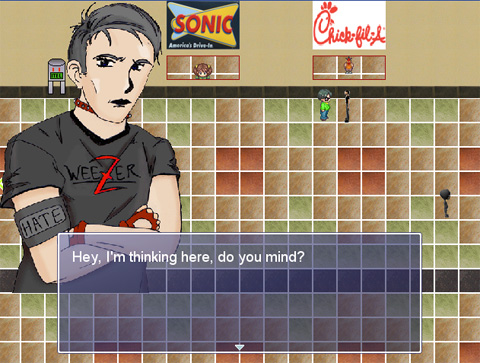 SONIC
America's Drive-In
Chick-fil-A
WEEZER
HATE
Hey, I'm thinking here, do you mind?